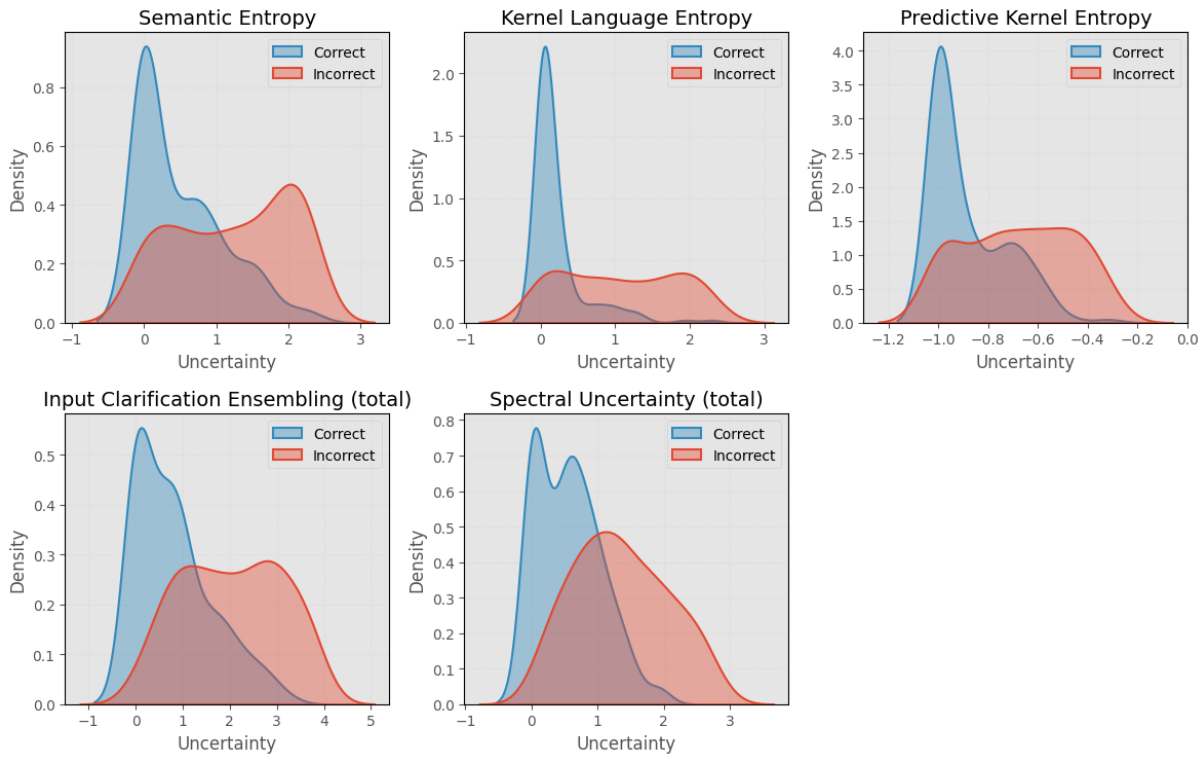 Semantic Entropy
Correct
Incorrect
Density
0.8
0.6
0.4
0.2
0.0
−1
0
1
2
3
Uncertainty
Kernel Language Entropy
Correct
Incorrect
Density
2.0
1.5
1.0
0.5
0.0
−1
0
1
2
3
Uncertainty
Predictive Kernel Entropy
Correct
Incorrect
Density
4.0
3.5
3.0
2.5
2.0
1.5
1.0
0.5
0.0
−1.2
−1.0
−0.8
−0.6
−0.4
−0.2
0.0
Uncertainty
Input Clarification Ensembling (total)
Correct
Incorrect
Density
0.5
0.4
0.3
0.2
0.1
0.0
−1
0
1
2
3
4
5
Uncertainty
Spectral Uncertainty (total)
Correct
Incorrect
Density
0.8
0.7
0.6
0.5
0.4
0.3
0.2
0.1
0.0
−1
0
1
2
3
Uncertainty